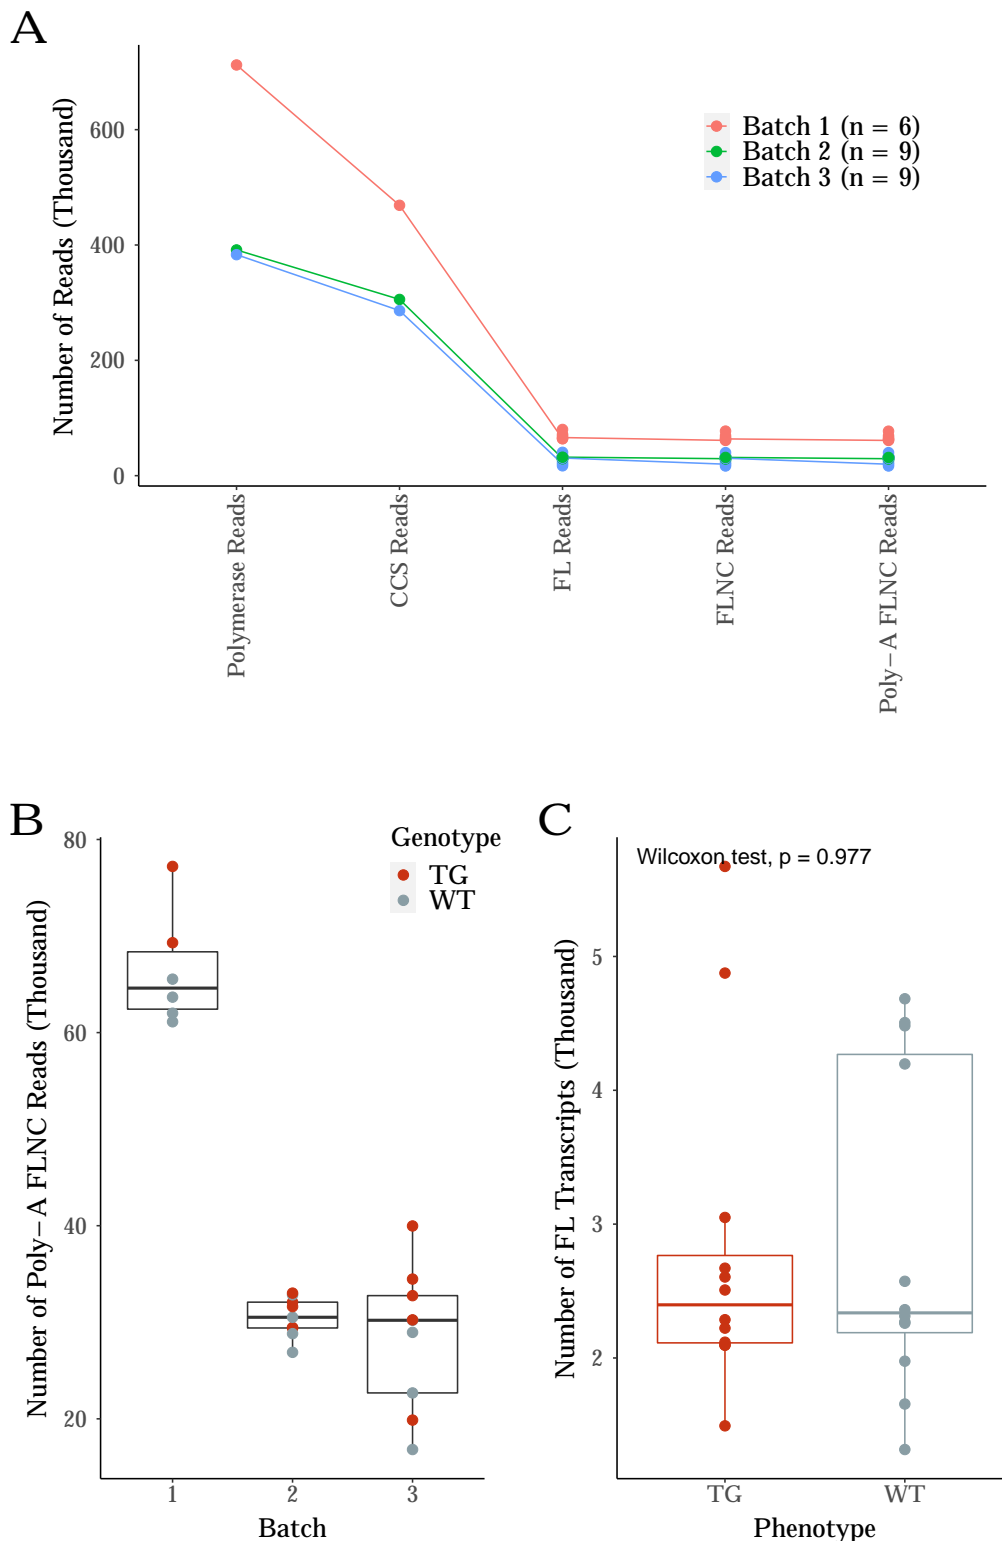 A
Number of Reads (Thousand)
600
400
200
0
Batch 1 (n = 6)
Batch 2 (n = 9)
Batch 3 (n = 9)
Polymerase Reads
CCS Reads
FL Reads
FLNC Reads
Poly−A FLNC Reads
B
Number of Poly−A FLNC Reads (Thousand)
80
60
40
20
Genotype
TG
WT
1
2
3
Batch
C
Number of FL Transcripts (Thousand)
Wilcoxon test, p = 0.977
5
4
3
2
TG
WT
Phenotype